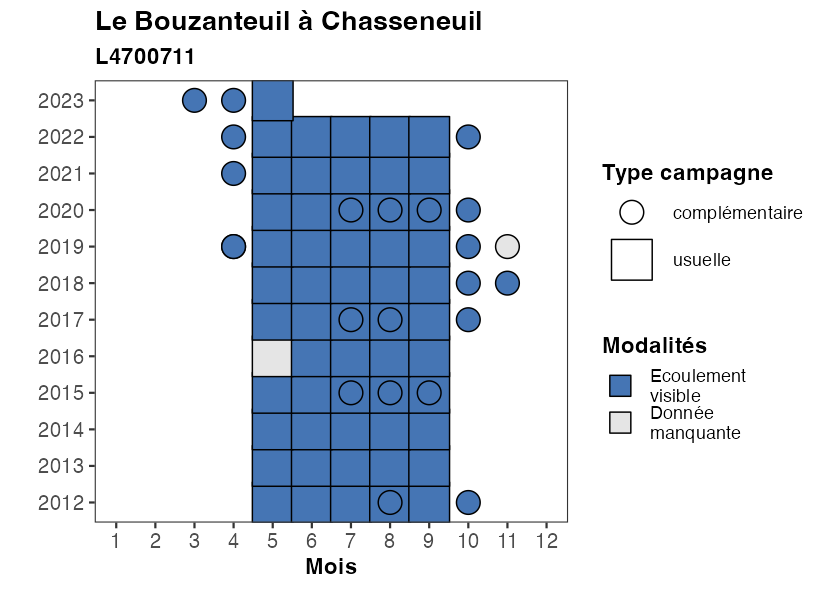 Le Bouzanteuil à Chasseneuil
L4700711
2023
2022
2021
2020
2019
2018
2017
2016
2015
2014
2013
2012
1 2 3 4 5 6 7 8 9 10 11 12
Mois
Type campagne
complémentaire
usuelle
Modalités
Ecoulement
visible
Donnée
manquante